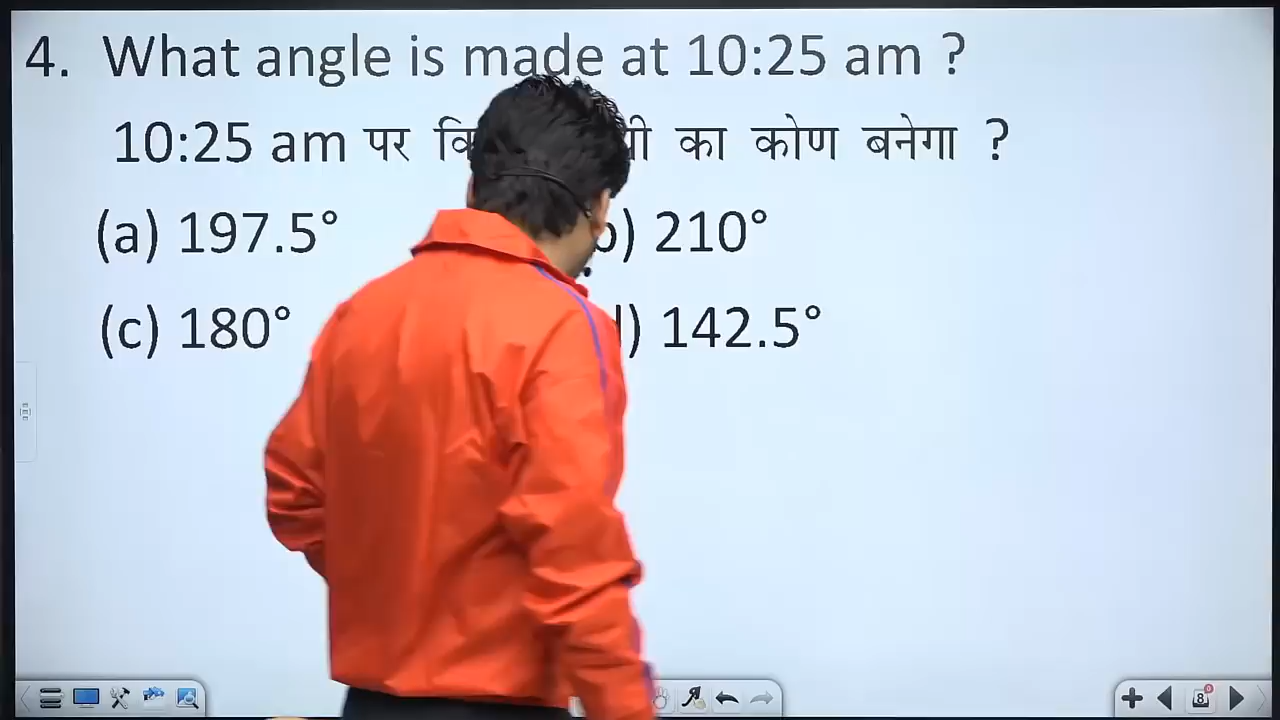 4. What angle is made at 10:25 am ?
10:25 am पर का कोण बनेगा ?
(a) 197.5° b) 210°
(c) 180° ) 142.5°
8